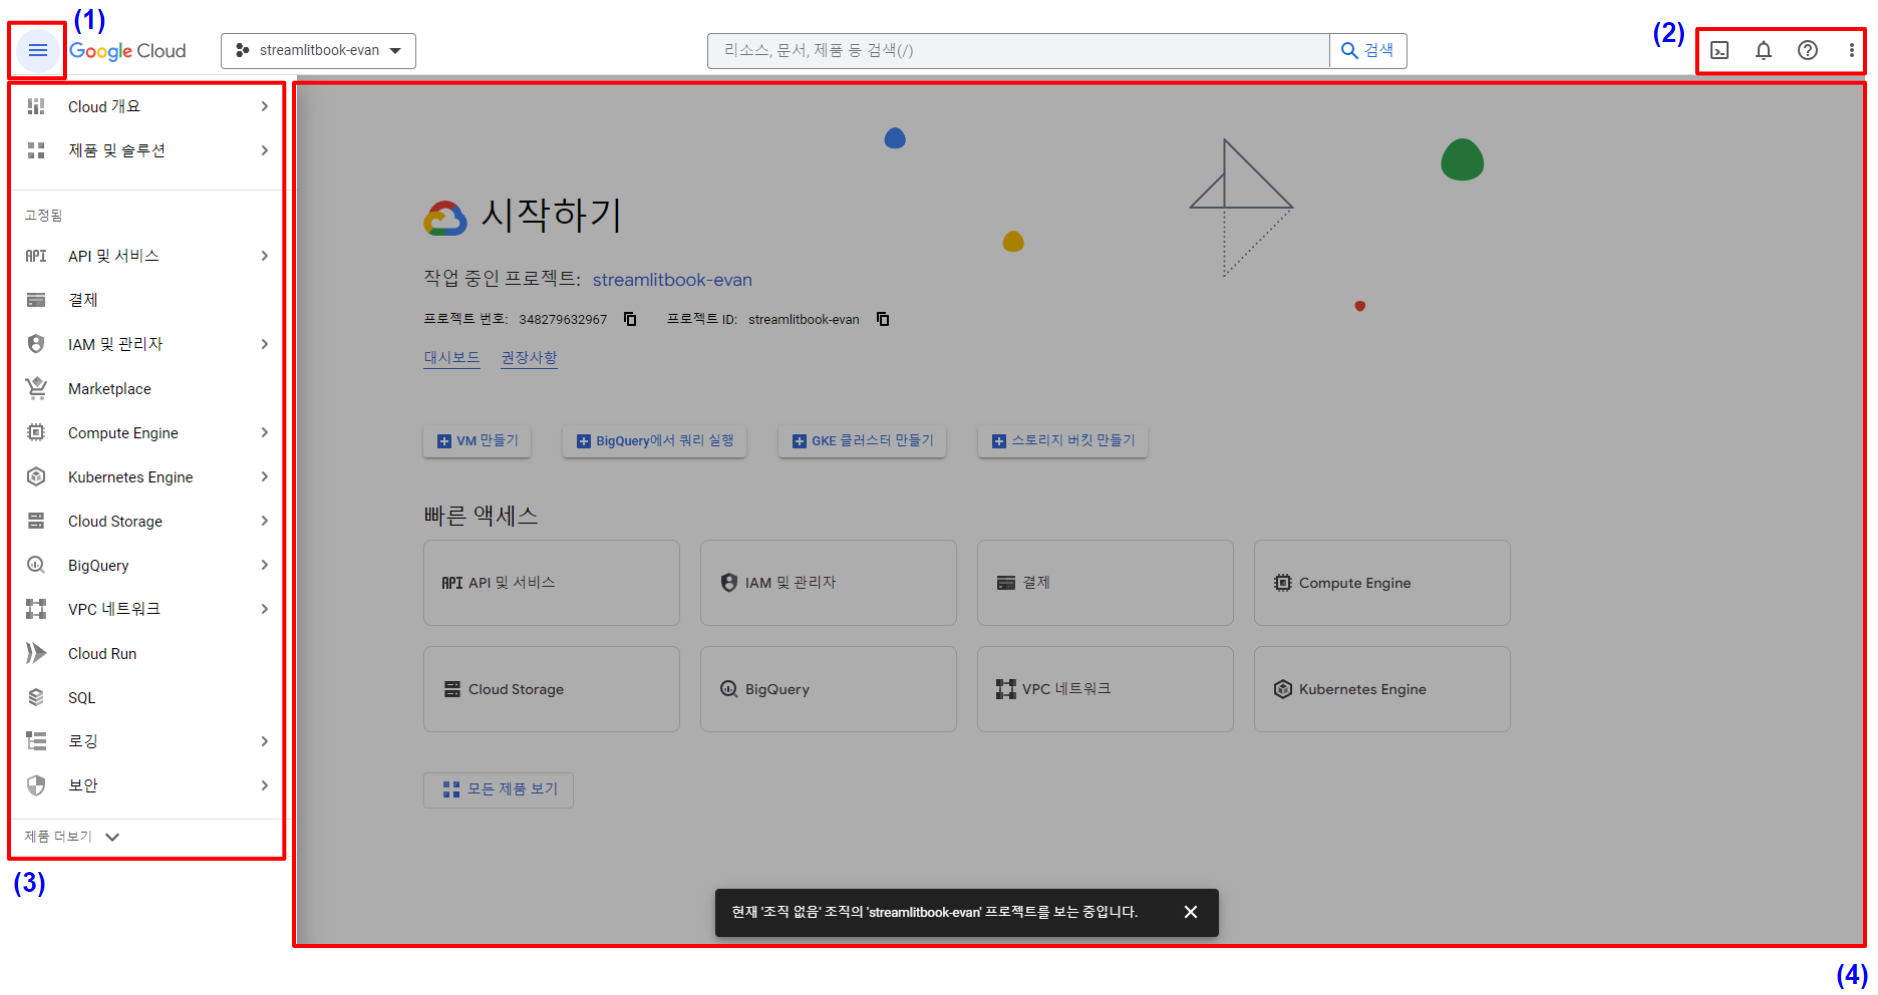 (1)
Google Cloud
streamlitbook-evan
리소스, 문서, 제품 등 검색(/)
검색
(2)
Cloud 개요
제품 및 솔루션
고정됨
API API 및 서비스
결제
IAM 및 관리자
Marketplace
Compute Engine
Kubernetes Engine
Cloud Storage
BigQuery
VPC 네트워크
Cloud Run
SQL
로깅
보안
제품 더보기
(3)
시작하기
작업 중인 프로젝트: streamlitbook-evan
프로젝트 번호: 348279632967 프로젝트 ID: streamlitbook-evan
대시보드 권장사항
VM 만들기 BigQuery에서 쿼리 실행 GKE 클러스터 만들기 스토리지 버킷 만들기
빠른 액세스
API API 및 서비스 IAM 및 관리자 결제 Compute Engine
Cloud Storage BigQuery VPC 네트워크 Kubernetes Engine
모든 제품 보기
현재 '조직 없음' 조직의 'streamlitbook-evan' 프로젝트를 보는 중입니다.
(4)